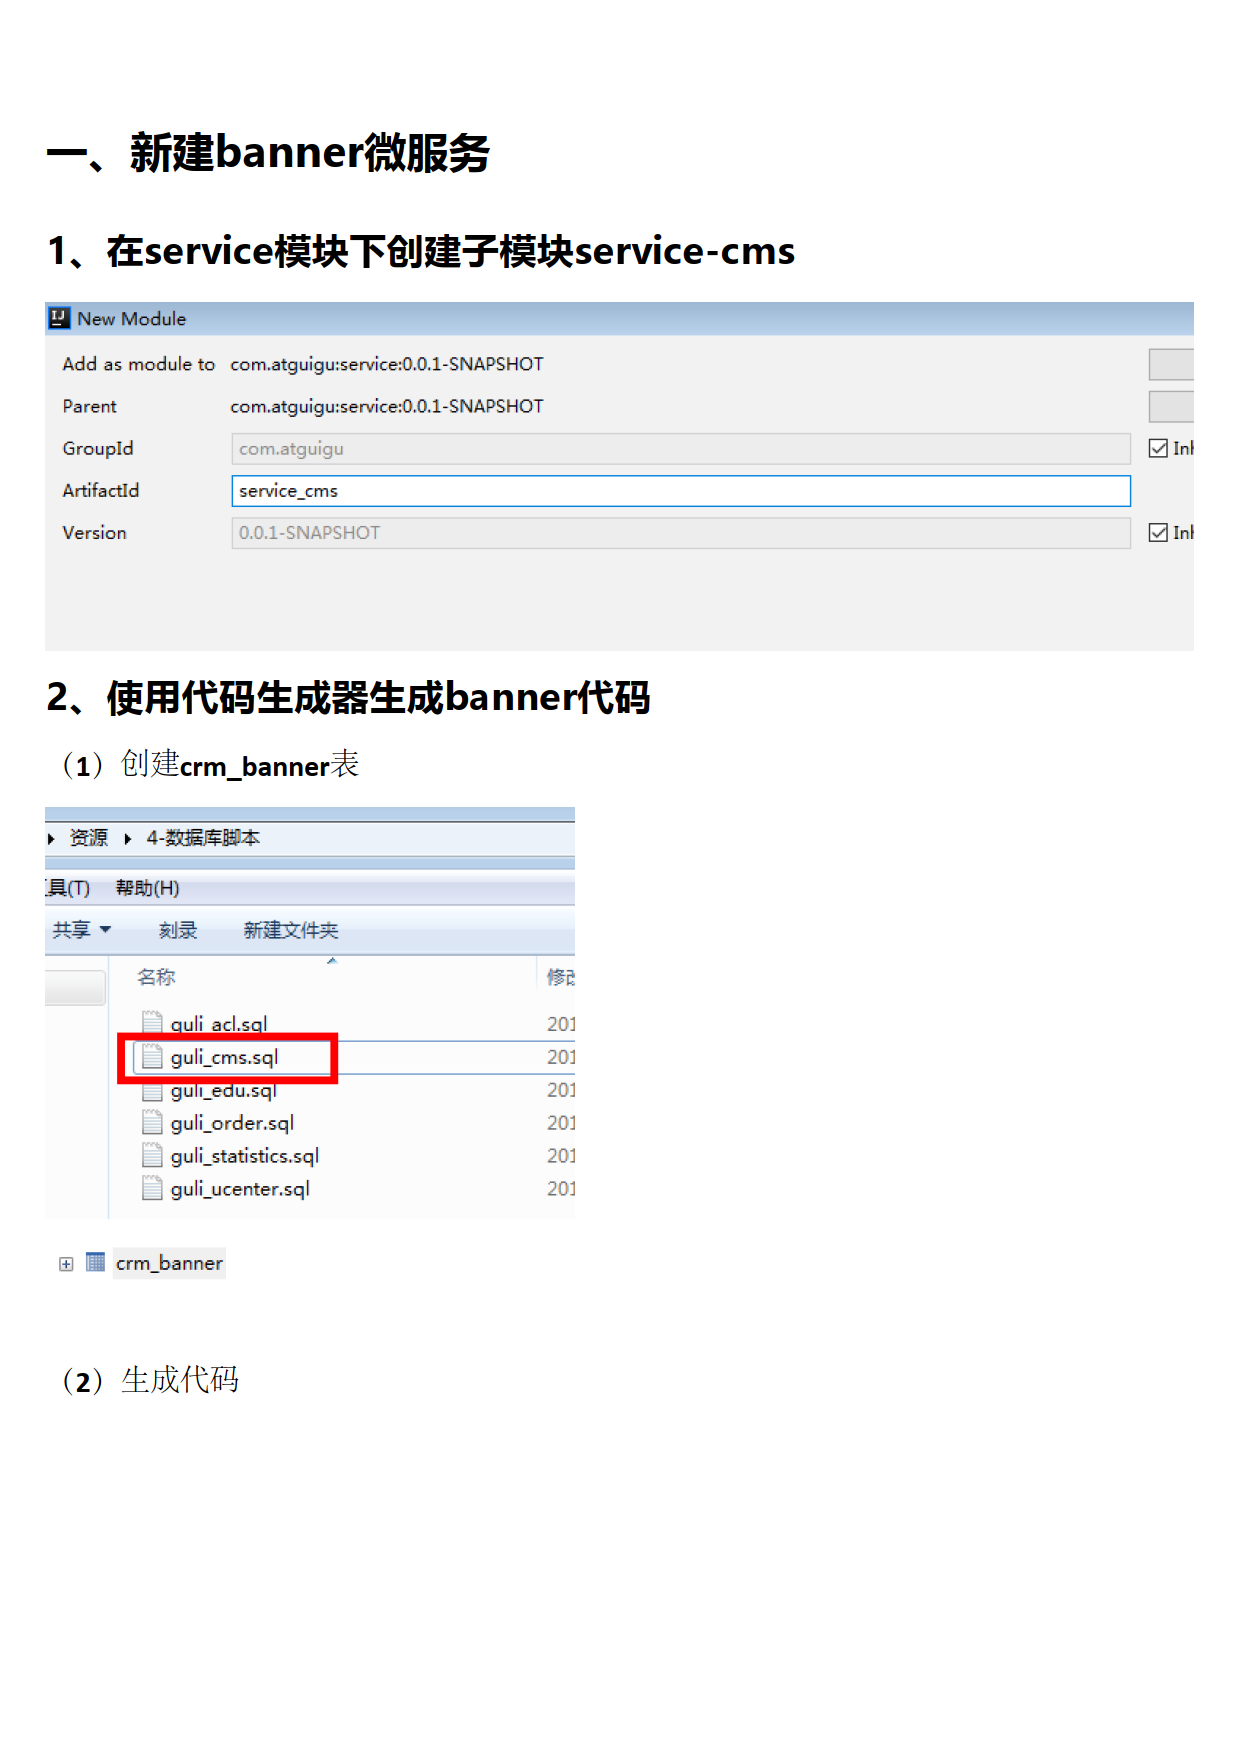 一、新建banner微服务
1、在service模块下创建子模块service-cms
New Module
Add as module to com.atguigu:service:0.0.1-SNAPSHOT
Parent com.atguigu:service:0.0.1-SNAPSHOT
GroupId com.atguigu
ArtifactId service_cms
Version 0.0.1-SNAPSHOT
2、使用代码生成器生成banner代码
（1）创建crm_banner表
资源 4-数据库脚本
具(T) 帮助(H)
共享 刻录 新建文件夹
名称 修改
guli_acl.sql 201
guli_cms.sql 201
guli_edu.sql 201
guli_order.sql 201
guli_statistics.sql 201
guli_ucenter.sql 201
crm_banner
（2）生成代码